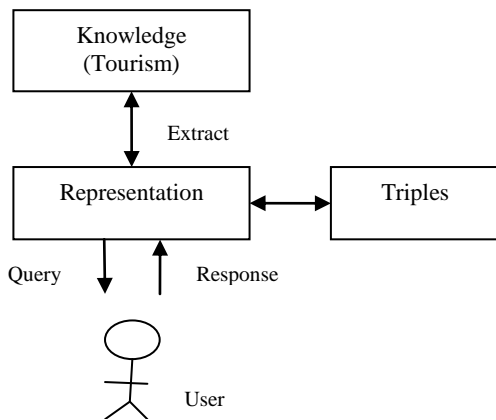 Knowledge
(Tourism)
Extract
Representation
Triples
Query
Response
User